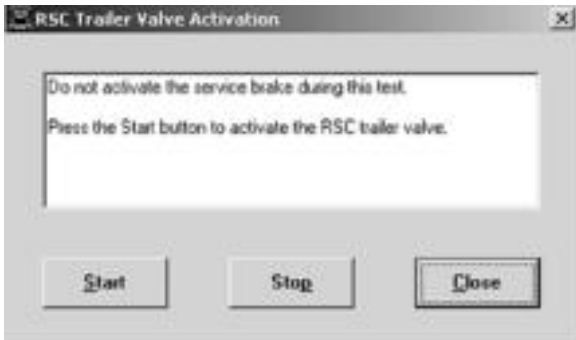 RSC Trailer Valve Activation
Do not activate the service brake during this test.
Press the Start button to activate the RSC trailer valve.
Start
Stop
Close